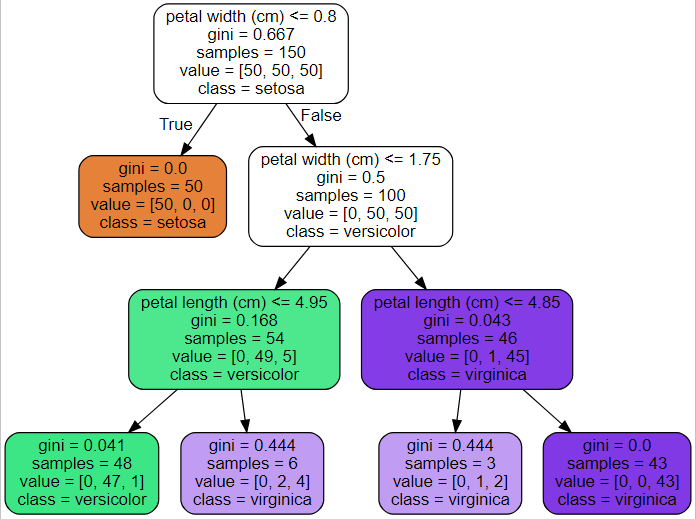 petal width (cm) <= 0.8
gini = 0.667
samples = 150
value = [50, 50, 50]
class = setosa
True
False
gini = 0.0
samples = 50
value = [50, 0, 0]
class = setosa
petal width (cm) <= 1.75
gini = 0.5
samples = 100
value = [0, 50, 50]
class = versicolor
petal length (cm) <= 4.95
gini = 0.168
samples = 54
value = [0, 49, 5]
class = versicolor
petal length (cm) <= 4.85
gini = 0.043
samples = 46
value = [0, 1, 45]
class = virginica
gini = 0.041
samples = 48
value = [0, 47, 1]
class = versicolor
gini = 0.444
samples = 6
value = [0, 2, 4]
class = virginica
gini = 0.444
samples = 3
value = [0, 1, 2]
class = virginica
gini = 0.0
samples = 43
value = [0, 0, 43]
class = virginica